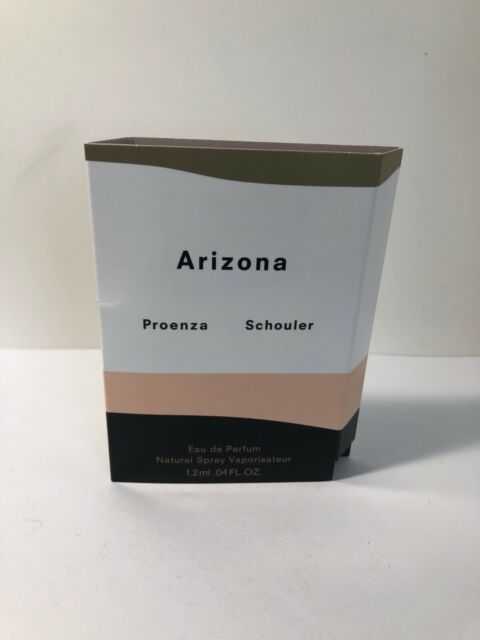 Arizona
Proenza Schouler
Eau de Parfum
Natural Spray Vaporisateur
1.2ml .04FL.OZ.